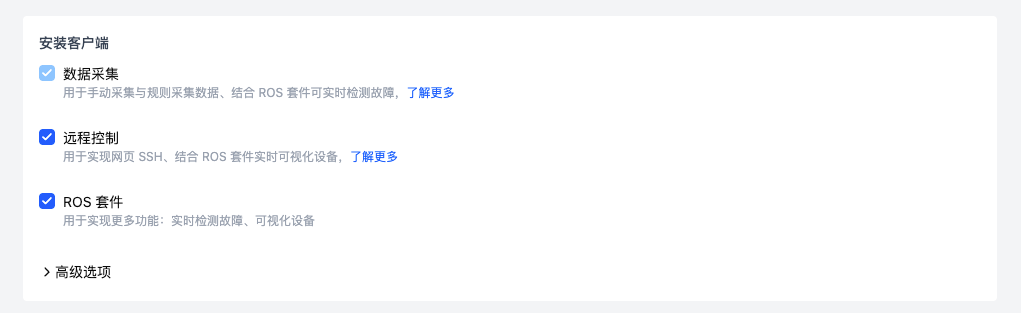 安装客户端
数据采集
用于手动采集与规则采集数据、结合 ROS 套件可实时检测故障，了解更多
远程控制
用于实现网页 SSH、结合 ROS 套件实时可视化设备，了解更多
ROS 套件
用于实现更多功能：实时检测故障、可视化设备
高级选项